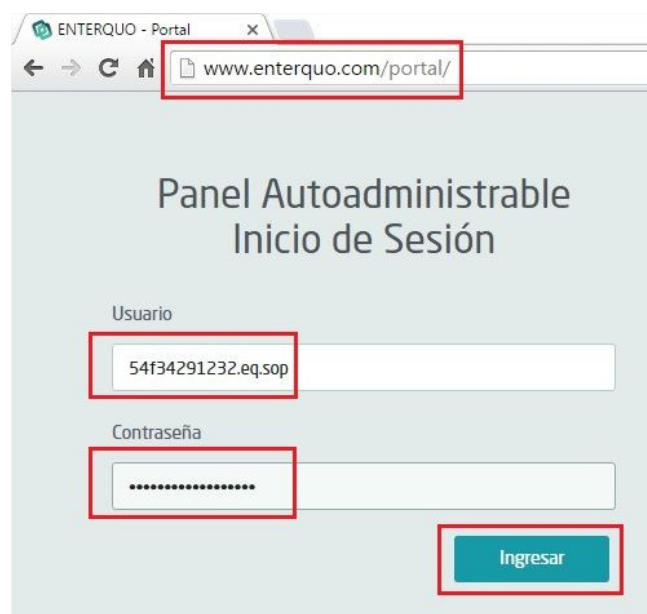 ENTERQUO - Portal
www.enterquo.com/portal/
Panel Autoadministrable
Inicio de Sesión
Usuario
54f34291232.eq.sop
Contraseña
••••••••••••••••••
Ingresar